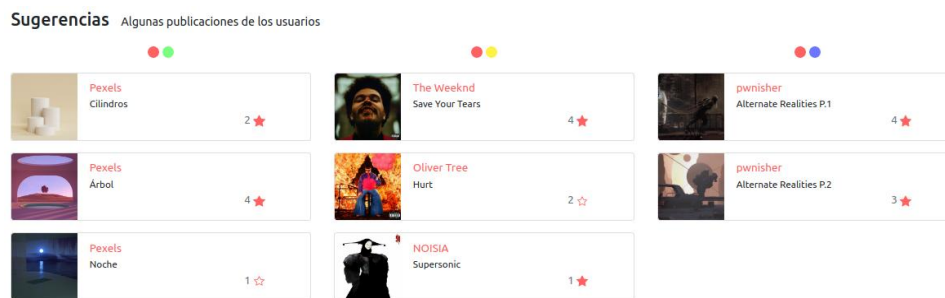 Sugerencias Algunas publicaciones de los usuarios
Pexels
Cilindros
2
Pexels
Árbol
4
Pexels
Noche
1
The Weeknd
Save Your Tears
4
Oliver Tree
Hurt
2
NOISIA
Supersonic
1
pwnisher
Alternate Realities P.1
4
pwnisher
Alternate Realities P.2
3